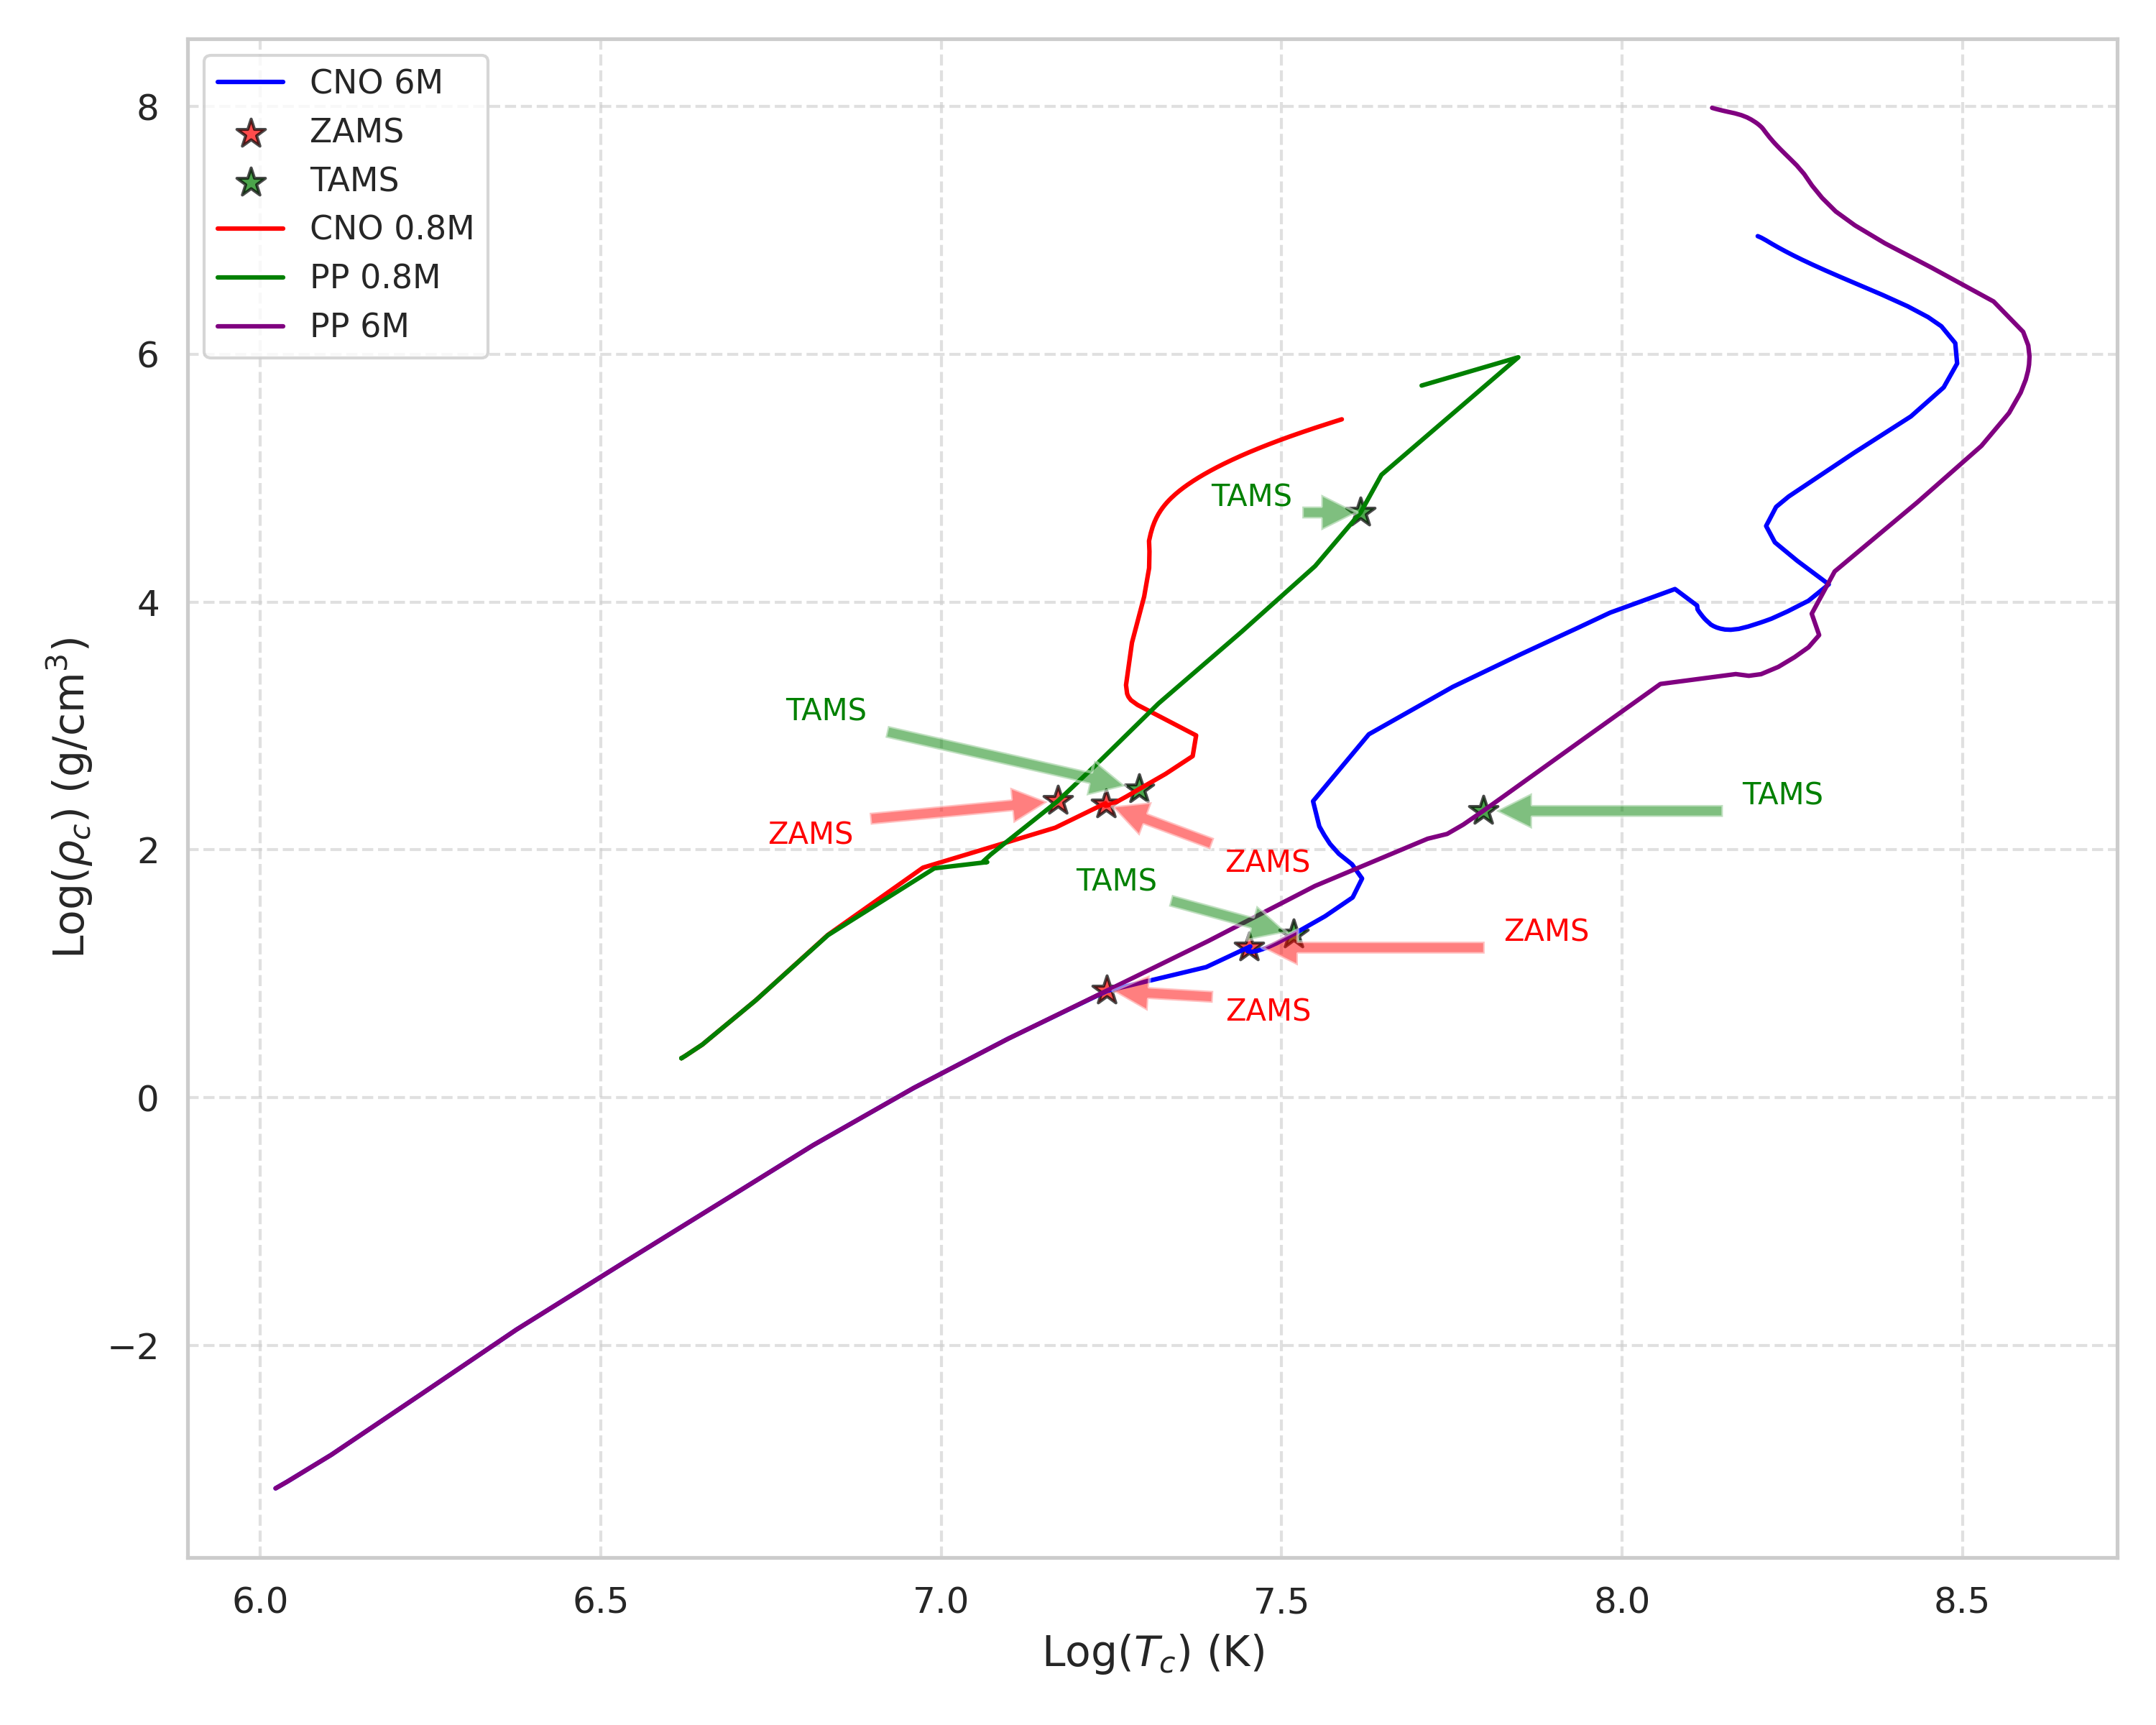 CNO 6M
ZAMS
TAMS
CNO 0.8M
PP 0.8M
PP 6M
8
6
4
2
0
−2
Log(ρc) (g/cm³)
TAMS
TAMS
ZAMS
ZAMS
TAMS
TAMS
ZAMS
ZAMS
6.0 6.5 7.0 7.5 8.0 8.5
Log(Tc) (K)